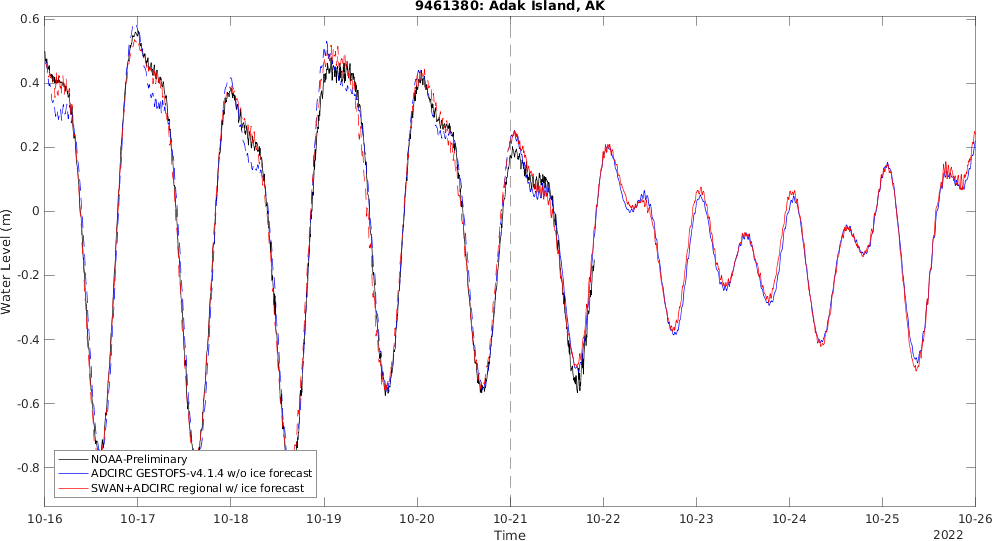 9461380: Adak Island, AK
0.6
0.4
0.2
0
-0.2
-0.4
-0.6
-0.8
Water Level (m)
NOAA-Preliminary
ADCIRC GESTOFS-v4.1.4 w/o ice forecast
SWAN+ADCIRC regional w/ ice forecast
10-16 10-17 10-18 10-19 10-20 10-21 10-22 10-23 10-24 10-25 10-26
Time
2022